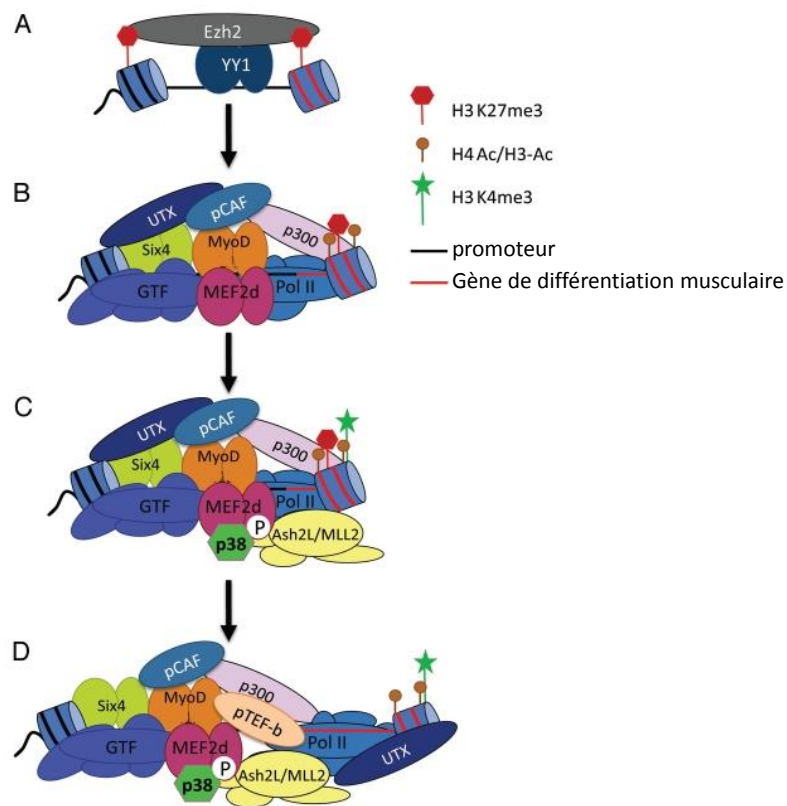 A
Ezh2
YY1
H3 K27me3
H4 Ac/H3-Ac
H3 K4me3
promoteur
Gène de différentiation musculaire
B
UTX
pCAF
p300
Six4
MyoD
GTF
MEF2d
Pol II
C
UTX
pCAF
p300
Six4
MyoD
GTF
MEF2d
Pol II
P
p38
Ash2L/MLL2
D
pCAF
Six4
MyoD
p300
pTEF-b
GTF
MEF2d
Pol II
P
p38
Ash2L/MLL2
UTX